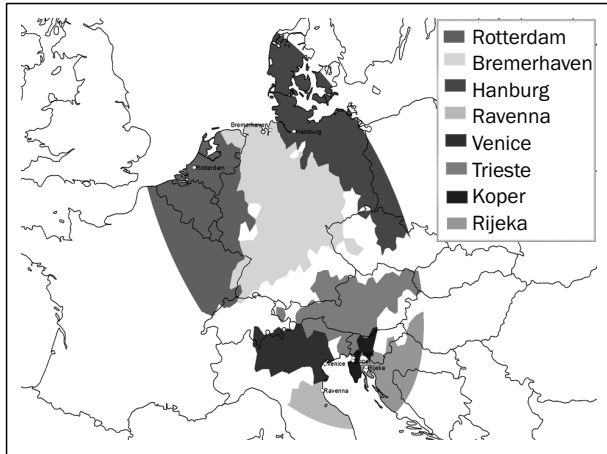 Rotterdam
Bremerhaven
Hanburg
Ravenna
Venice
Trieste
Koper
Rijeka
Bremerhaven
Hamburg
Rotterdam
Venice
Rijeka
Ravenna